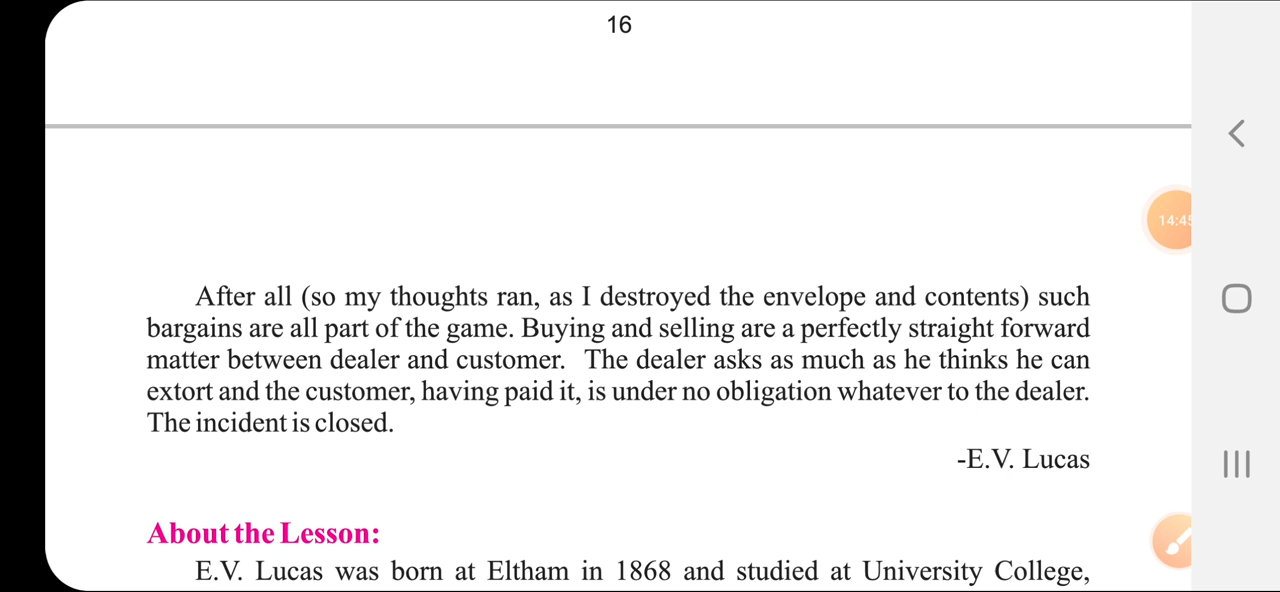 16
14:45
After all (so my thoughts ran, as I destroyed the envelope and contents) such
bargains are all part of the game. Buying and selling are a perfectly straight forward
matter between dealer and customer. The dealer asks as much as he thinks he can
extort and the customer, having paid it, is under no obligation whatever to the dealer.
The incident is closed.
-E.V. Lucas
About the Lesson:
E.V. Lucas was born at Eltham in 1868 and studied at University College,